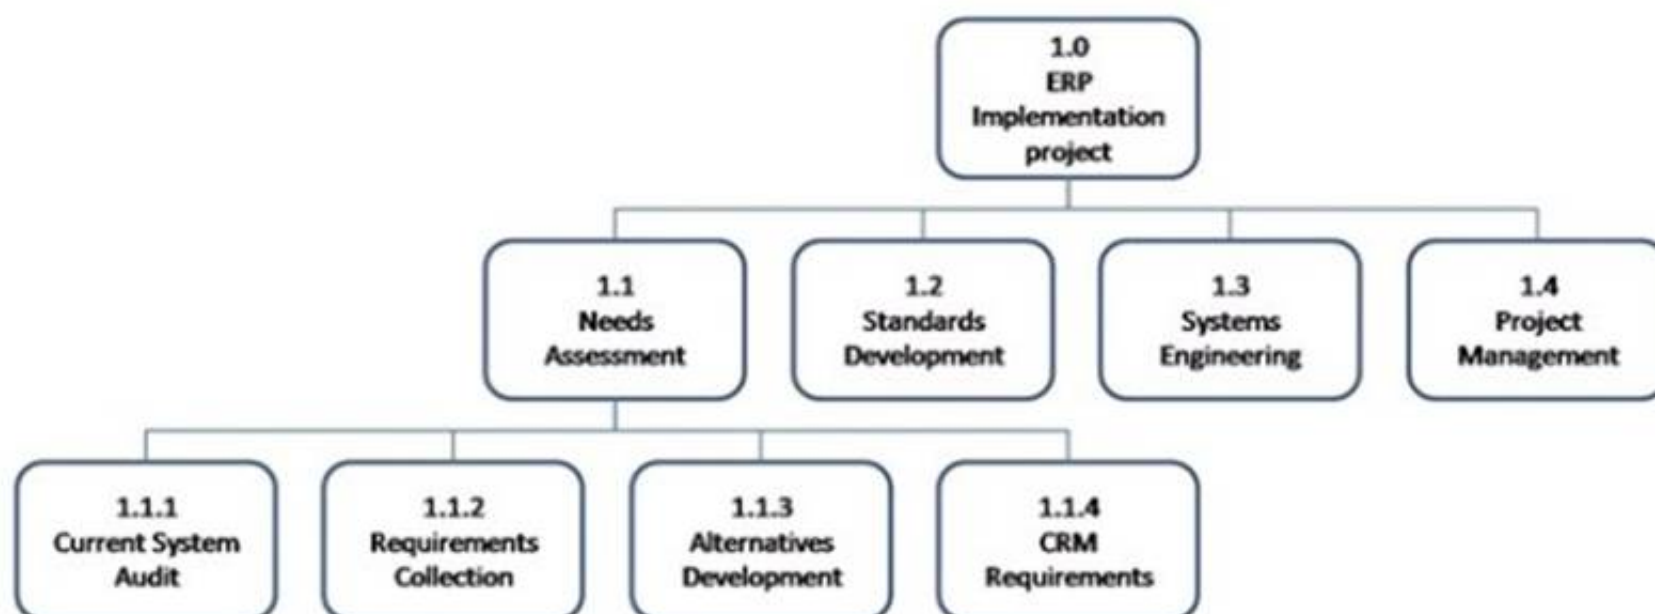 1.0
ERP
Implementation
project
1.1
Needs
Assessment
1.2
Standards
Development
1.3
Systems
Engineering
1.4
Project
Management
1.1.1
Current System
Audit
1.1.2
Requirements
Collection
1.1.3
Alternatives
Development
1.1.4
CRM
Requirements